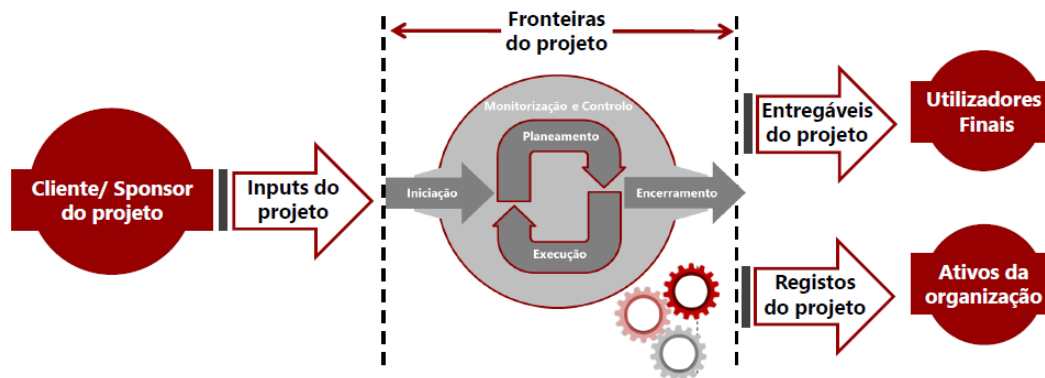 Fronteiras
do projeto
Monitorização e Controlo
Planeamento
Iniciação
Encerramento
Execução
Cliente/ Sponsor
do projeto
Inputs do
projeto
Entregáveis
do projeto
Utilizadores
Finais
Registos
do projeto
Ativos da
organização